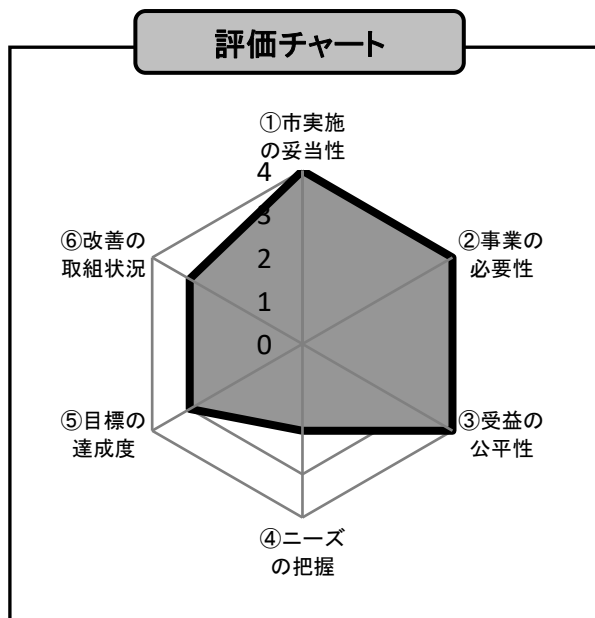 評価チャート
①市実施
の妥当性
4
3
2
1
0
②事業の
必要性
③受益の
公平性
④ニーズ
の把握
⑤目標の
達成度
⑥改善の
取組状況